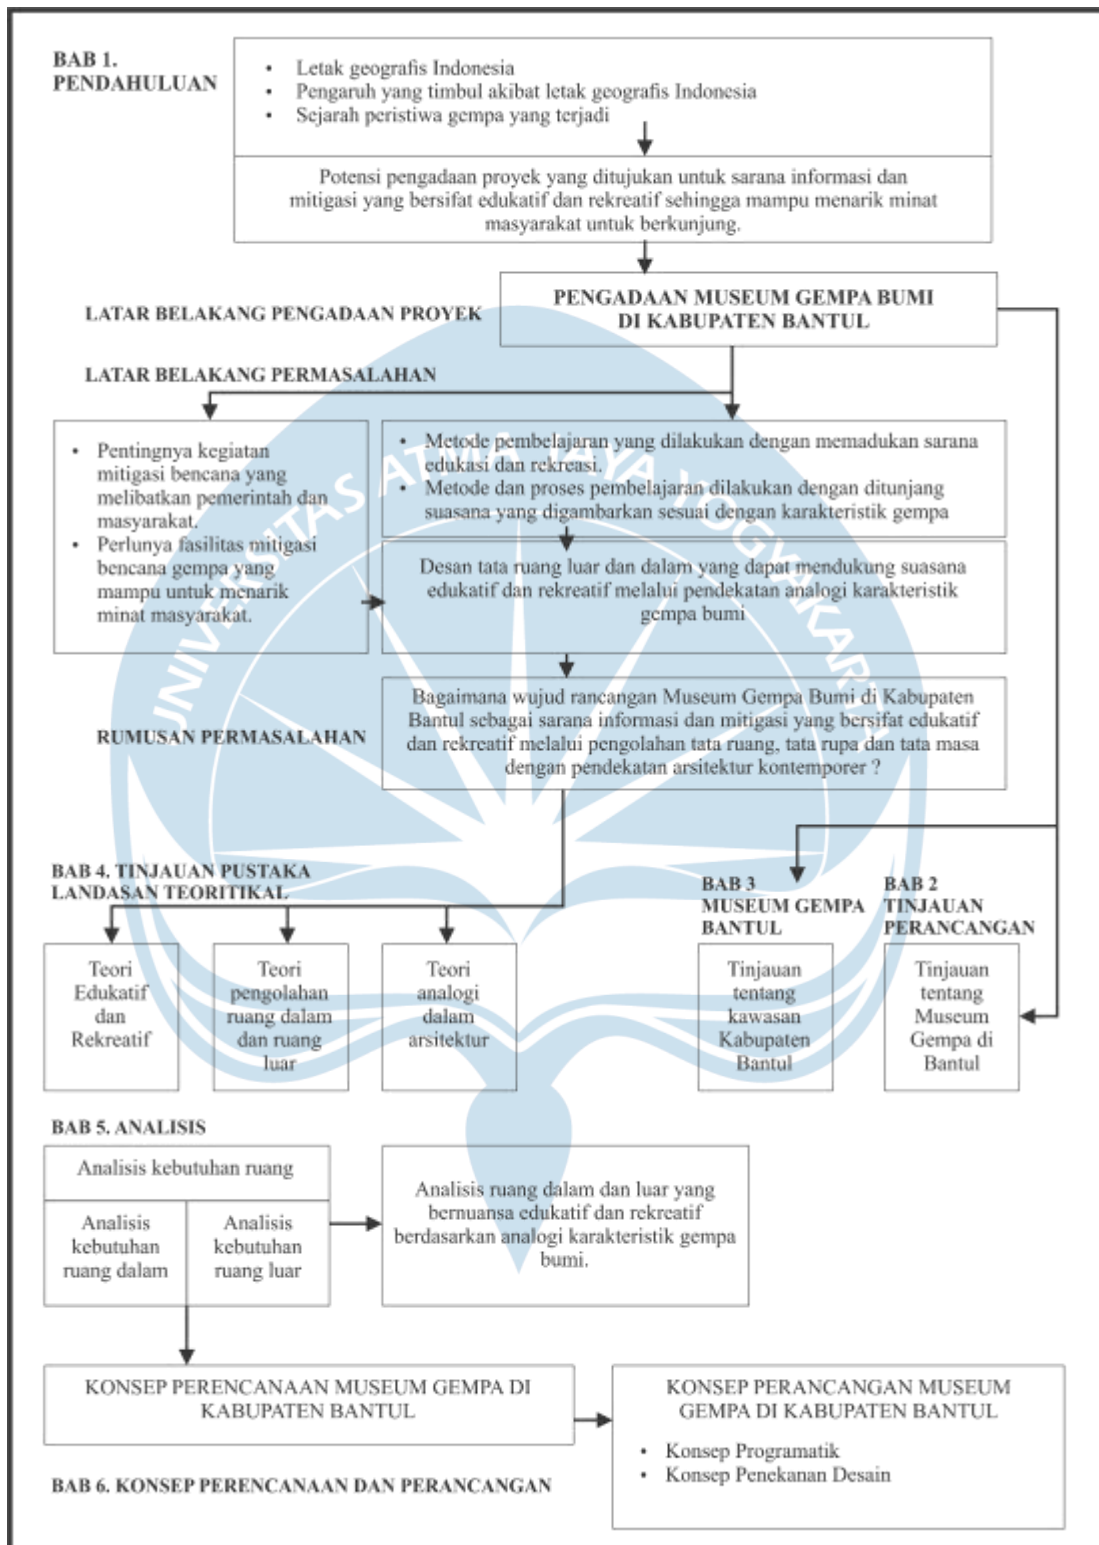 BAB 1.
PENDAHULUAN
• Letak geografis Indonesia
• Pengaruh yang timbul akibat letak geografis Indonesia
• Sejarah peristiwa gempa yang terjadi
Potensi pengadaan proyek yang ditujukan untuk sarana informasi dan
mitigasi yang bersifat edukatif dan rekreatif sehingga mampu menarik minat
masyarakat untuk berkunjung.
LATAR BELAKANG PENGADAAN PROYEK
PENGADAAN MUSEUM GEMPA BUMI
DI KABUPATEN BANTUL
LATAR BELAKANG PERMASALAHAN
• Pentingnya kegiatan
mitigasi bencana yang
melibatkan pemerintah dan
masyarakat.
• Perlunya fasilitas mitigasi
bencana gempa yang
mampu untuk menarik
minat masyarakat.
• Metode pembelajaran yang dilakukan dengan memadukan sarana
edukasi dan rekreasi.
• Metode dan proses pembelajaran dilakukan dengan ditunjang
suasana yang digambarkan sesuai dengan karakteristik gempa
Desan tata ruang luar dan dalam yang dapat mendukung suasana
edukatif dan rekreatif melalui pendekatan analogi karakteristik
gempa bumi
RUMUSAN PERMASALAHAN
Bagaimana wujud rancangan Museum Gempa Bumi di Kabupaten
Bantul sebagai sarana informasi dan mitigasi yang bersifat edukatif
dan rekreatif melalui pengolahan tata ruang, tata rupa dan tata masa
dengan pendekatan arsitektur kontemporer ?
UNIVERSITAS ATMA JAYA YOGYAKARTA
BAB 4. TINJAUAN PUSTAKA
LANDASAN TEORITIKAL
Teori
Edukatif
dan
Rekreatif
Teori
pengolahan
ruang dalam
dan ruang
luar
Teori
analogi
dalam
arsitektur
BAB 3
MUSEUM GEMPA
BANTUL
Tinjauan
tentang
kawasan
Kabupaten
Bantul
BAB 2
TINJAUAN
PERANCANGAN
Tinjauan
tentang
Museum
Gempa di
Bantul
BAB 5. ANALISIS
Analisis kebutuhan ruang
Analisis
kebutuhan
ruang dalam
Analisis
kebutuhan
ruang luar
Analisis ruang dalam dan luar yang
bernuansa edukatif dan rekreatif
berdasarkan analogi karakteristik gempa
bumi.
KONSEP PERENCANAAN MUSEUM GEMPA DI
KABUPATEN BANTUL
KONSEP PERANCANGAN MUSEUM
GEMPA DI KABUPATEN BANTUL
• Konsep Programatik
• Konsep Penekanan Desain
BAB 6. KONSEP PERENCANAAN DAN PERANCANGAN